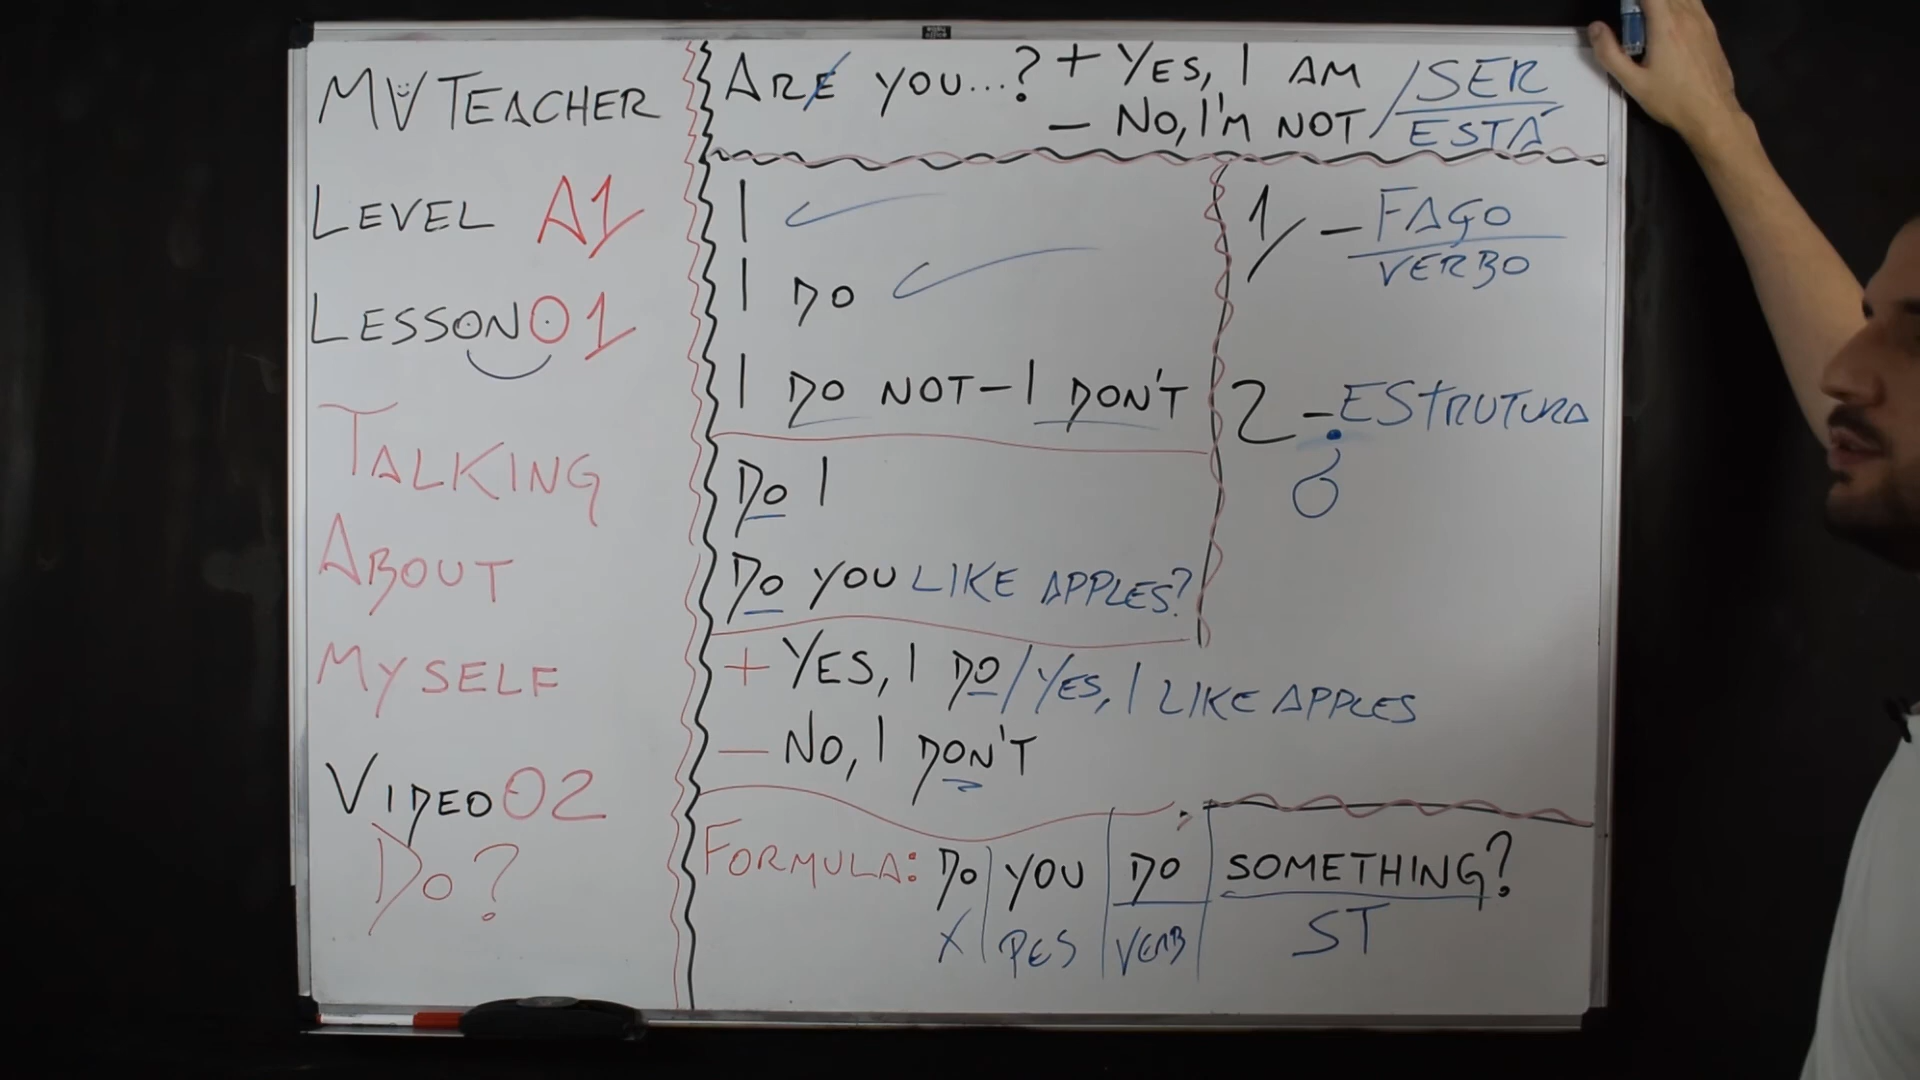 MV TEACHER
LEVEL A1
LESSON 01
TALKING
ABOUT
MYSELF
VIDEO 02
DO?
ARE YOU...? + YES, I AM
- NO, I'M NOT
/ SER
ESTÁ
I
I DO
I DO NOT - I DON'T
DO I
DO YOU LIKE APPLES?
1 - FAÇO
VERBO
2 - ESTRUTURA
+ YES, I DO / YES, I LIKE APPLES
- NO, I DON'T
FORMULA: DO | YOU | DO | SOMETHING?
X | PES | VERB | ST